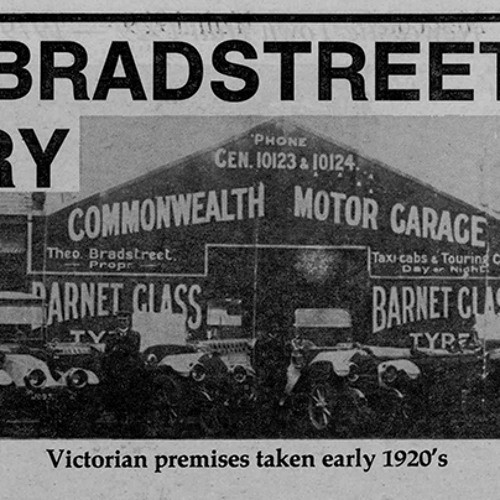 BRADSTREET
RY
'PHONE
CEN. 10123 & 10124.
COMMONWEALTH MOTOR GARAGE
Theo. Bradstreet.
Propr
Taxi-cabs & Touring C
Day or Night.
BARNET GLASS BARNET GLAS
TY TYRE
Victorian premises taken early 1920's